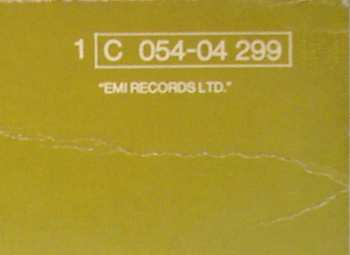 1 C 054-04 299
"EMI RECORDS LTD."